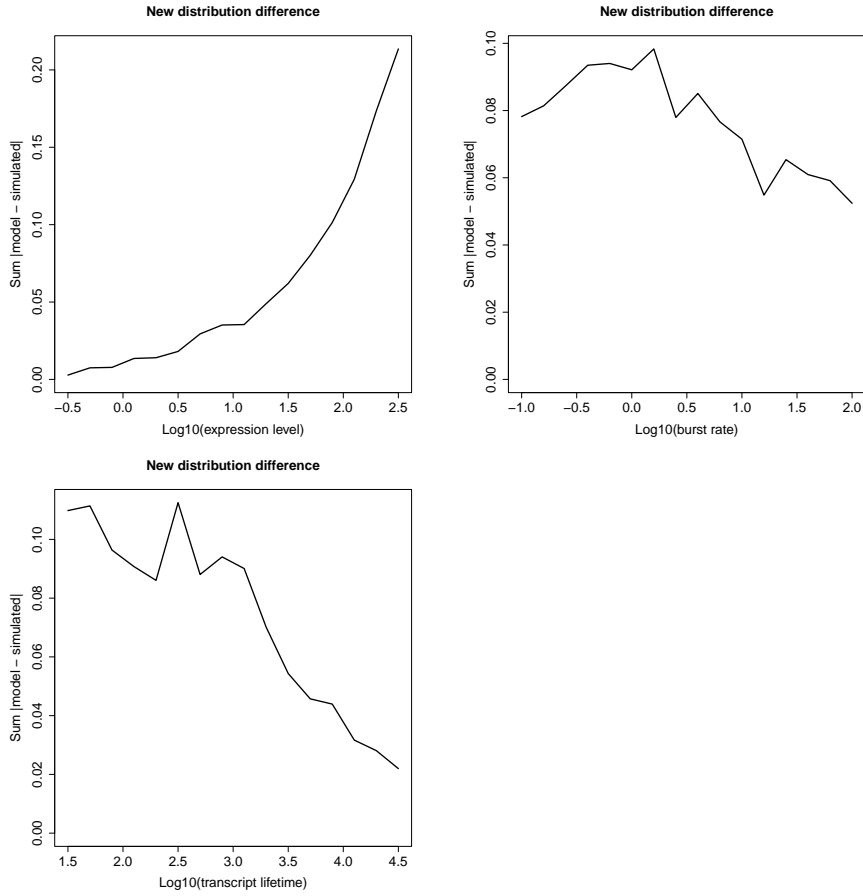 New distribution difference
Sum |model − simulated|
0.00 0.05 0.10 0.15 0.20
−0.5 0.0 0.5 1.0 1.5 2.0 2.5
Log10(expression level)
New distribution difference
Sum |model − simulated|
0.00 0.02 0.04 0.06 0.08 0.10
−1.0 −0.5 0.0 0.5 1.0 1.5 2.0
Log10(burst rate)
New distribution difference
Sum |model − simulated|
0.00 0.02 0.04 0.06 0.08 0.10
1.5 2.0 2.5 3.0 3.5 4.0 4.5
Log10(transcript lifetime)